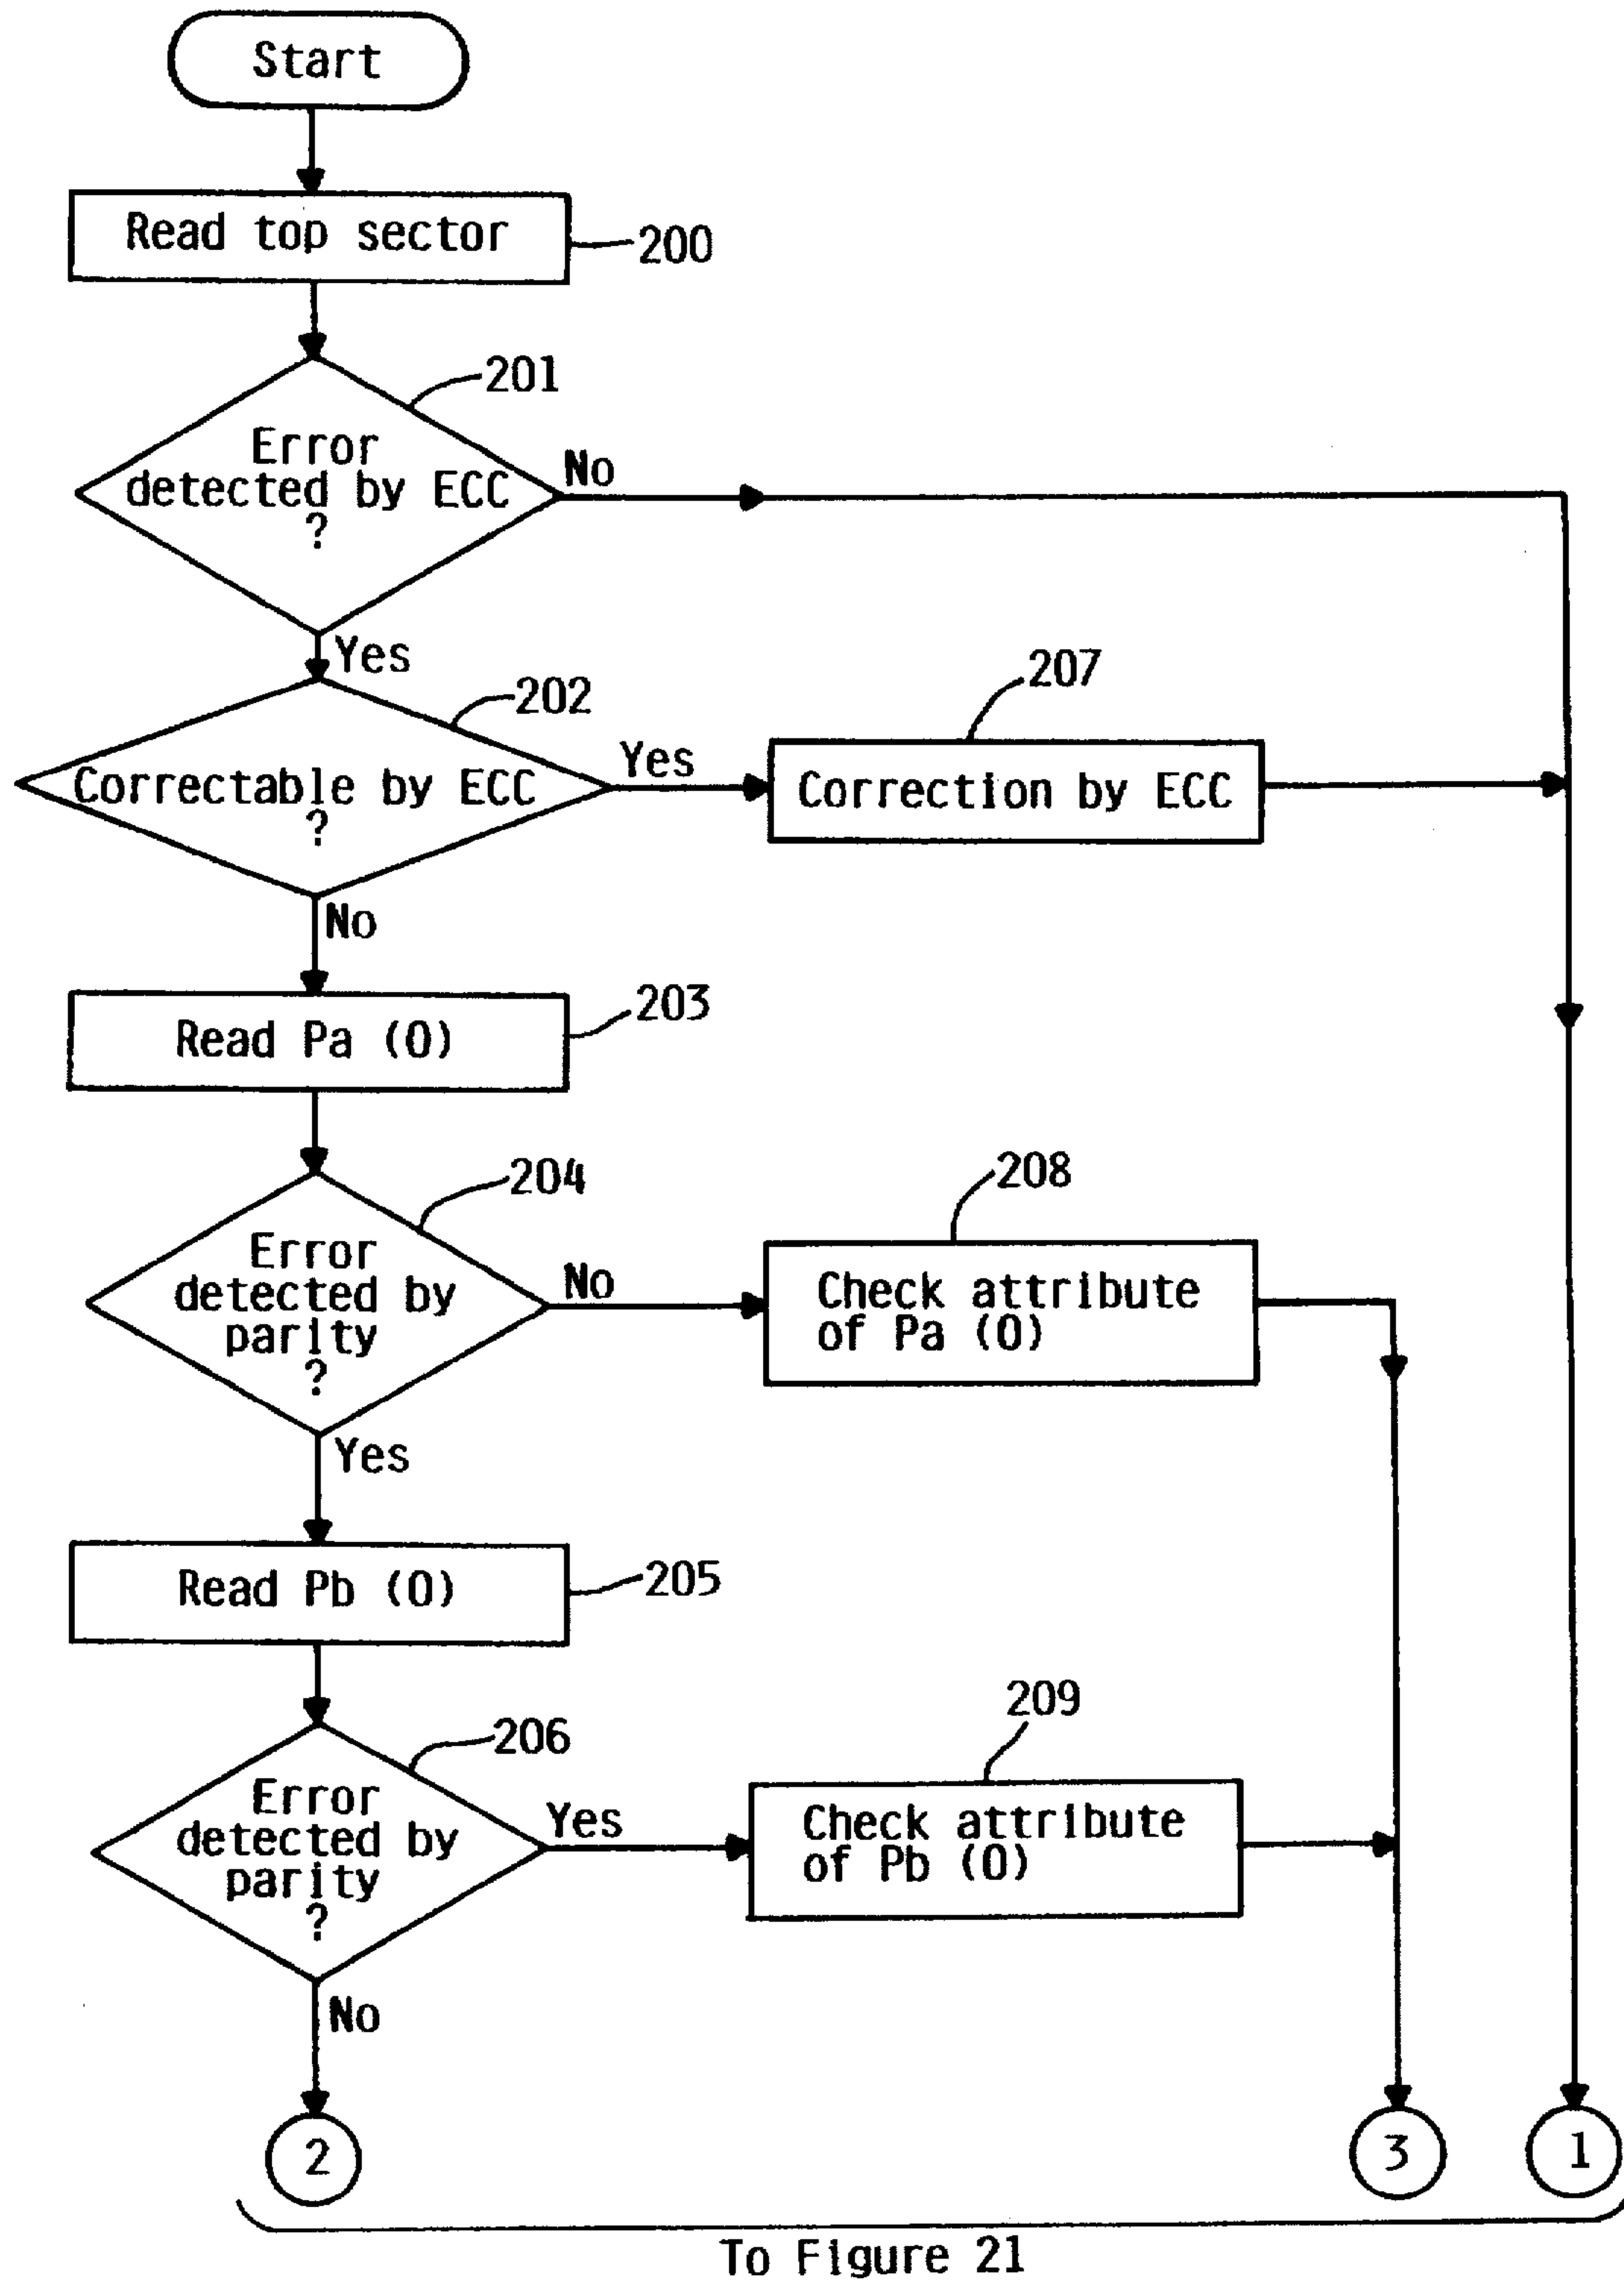 Start
Read top sector
200
201
Error
detected by ECC
?
No
Yes
202
207
Correctable by ECC
?
Yes
Correction by ECC
No
Read Pa (0)
203
204
208
Error
detected by
parity
?
No
Check attribute
of Pa (0)
Yes
Read Pb (0)
205
206
209
Error
detected by
parity
?
Yes
Check attribute
of Pb (0)
No
2
3
1
To Figure 21